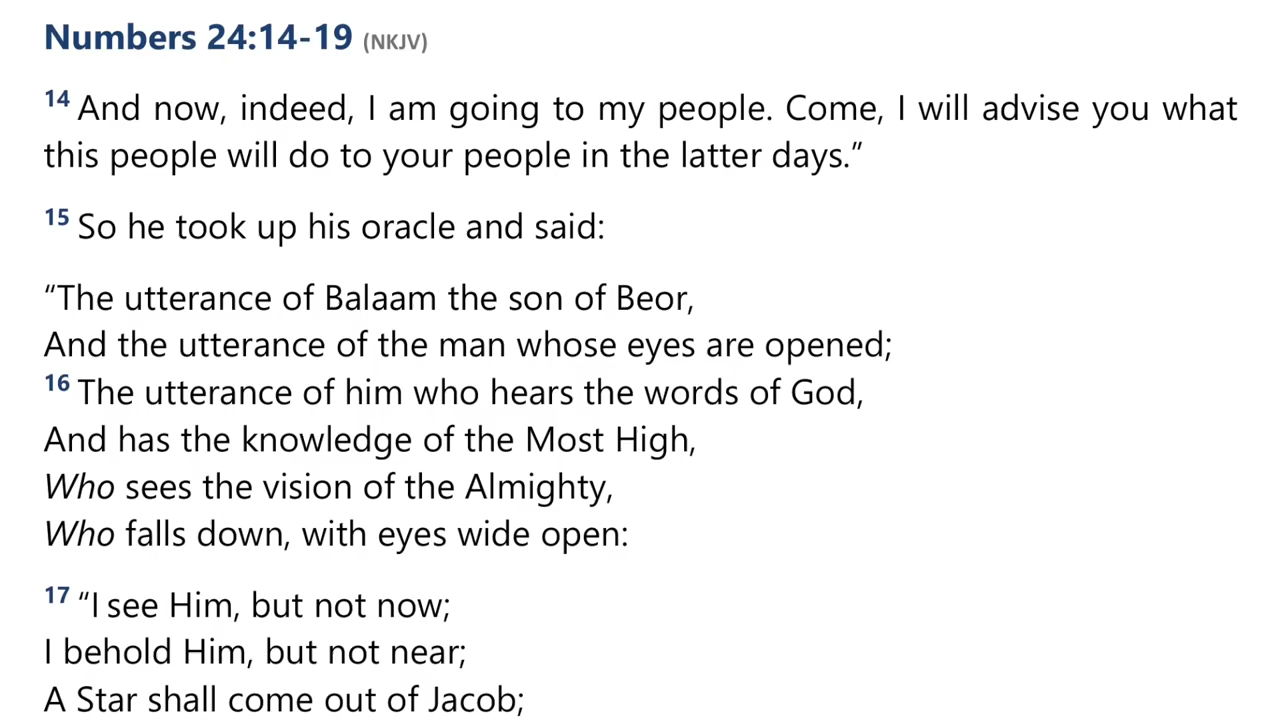 Numbers 24:14-19 (NKJV)
14 And now, indeed, I am going to my people. Come, I will advise you what
this people will do to your people in the latter days.”
15 So he took up his oracle and said:
“The utterance of Balaam the son of Beor,
And the utterance of the man whose eyes are opened;
16 The utterance of him who hears the words of God,
And has the knowledge of the Most High,
Who sees the vision of the Almighty,
Who falls down, with eyes wide open:
17 “I see Him, but not now;
I behold Him, but not near;
A Star shall come out of Jacob;